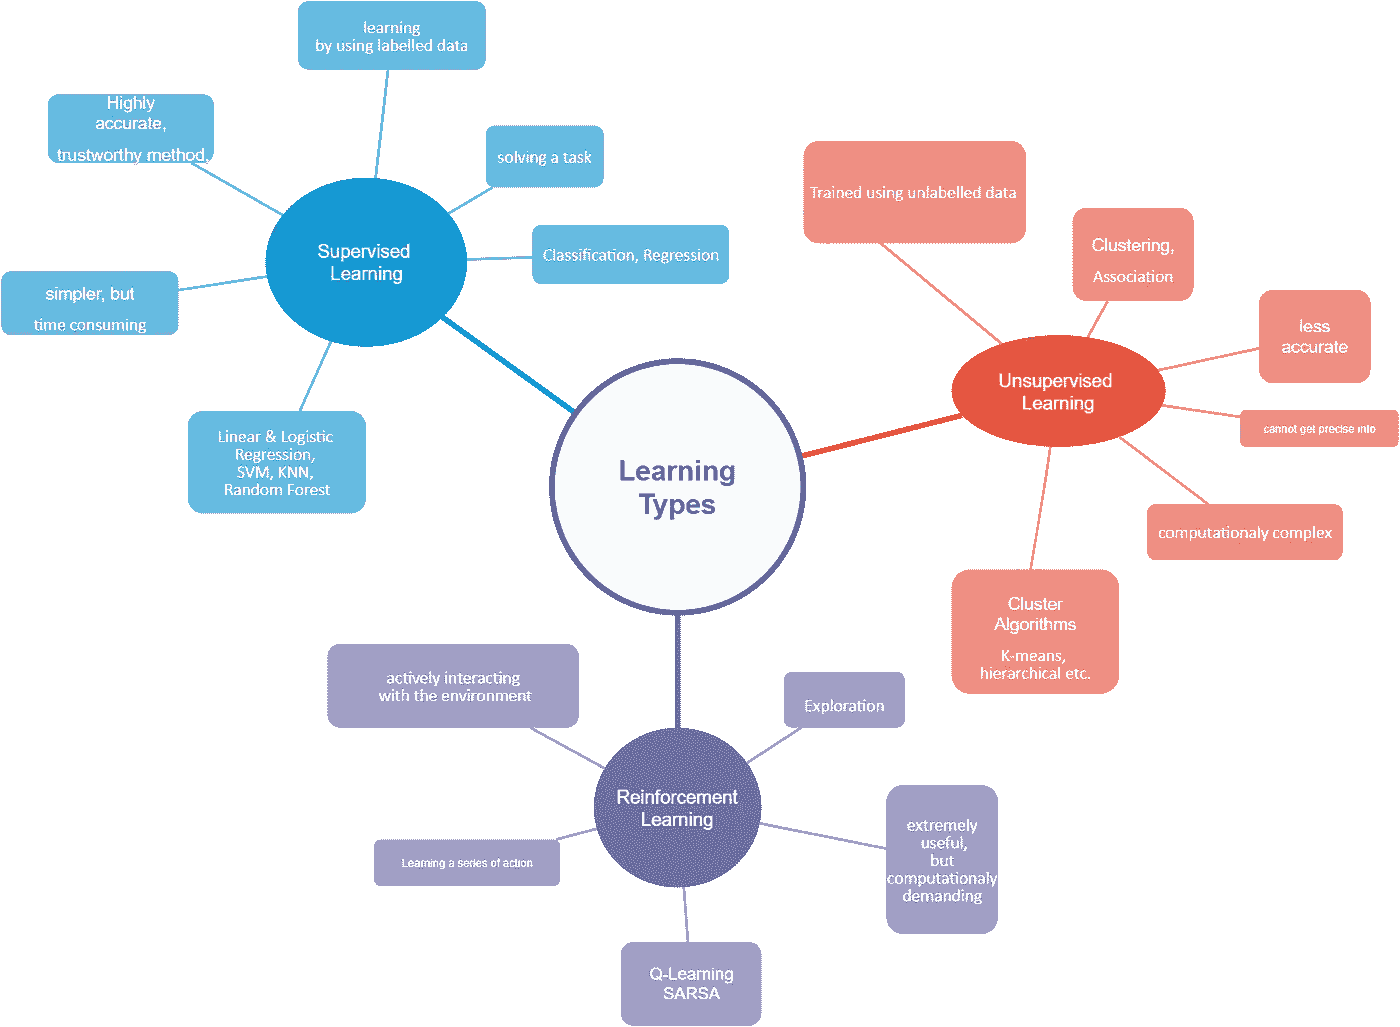 learning
by using labelled data
Highly
accurate,
trustworthy method,
solving a task
Supervised
Learning
Classification, Regression
simpler, but
time consuming
Linear & Logistic
Regression,
SVM, KNN,
Random Forest
Learning
Types
Trained using unlabelled data
Clustering,
Association
less
accurate
Unsupervised
Learning
cannot get precise info
computationaly complex
Cluster
Algorithms
K-means,
hierarchical etc.
actively interacting
with the environment
Exploration
Reinforcement
Learning
extremely
useful,
but
computationaly
demanding
Learning a series of action
Q-Learning
SARSA